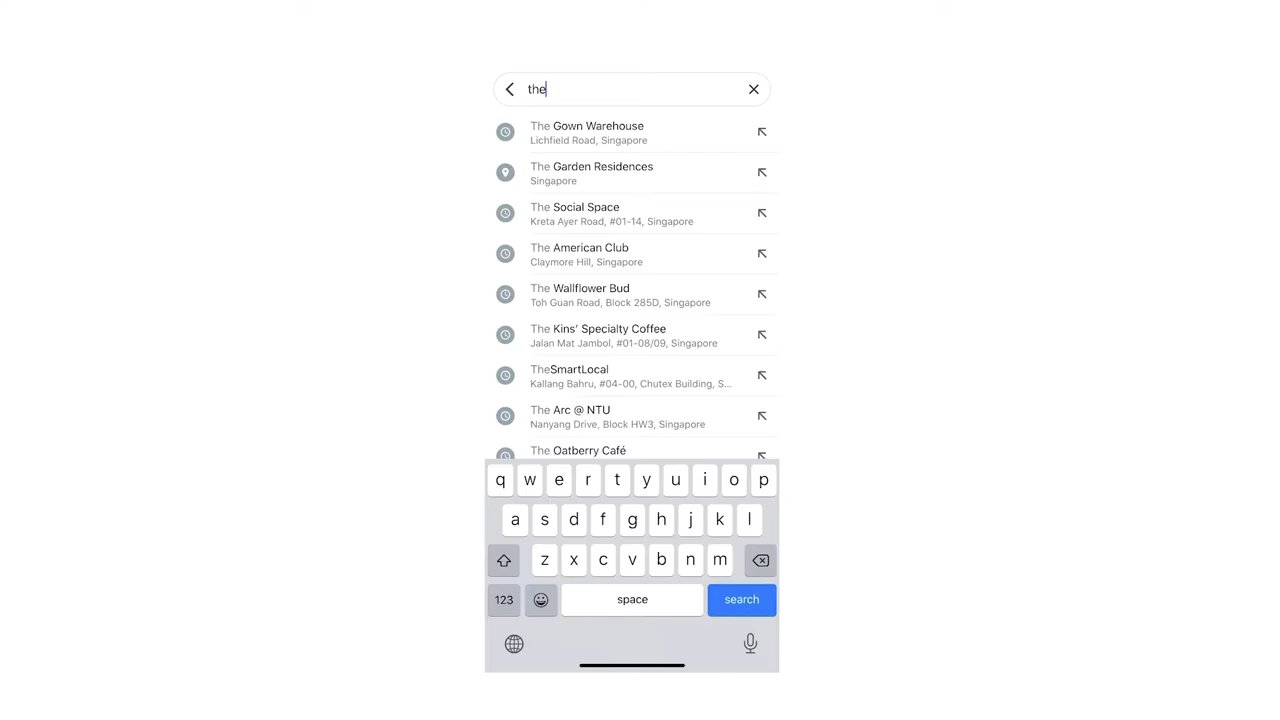 the
The Gown Warehouse
Lichfield Road, Singapore
The Garden Residences
Singapore
The Social Space
Kreta Ayer Road, #01-14, Singapore
The American Club
Claymore Hill, Singapore
The Wallflower Bud
Toh Guan Road, Block 285D, Singapore
The Kins' Specialty Coffee
Jalan Mat Jambol, #01-08/09, Singapore
TheSmartLocal
Kallang Bahru, #04-00, Chutex Building, S...
The Arc @ NTU
Nanyang Drive, Block HW3, Singapore
The Oatberry Café
q w e r t y u i o p
a s d f g h j k l
z x c v b n m
123 space search